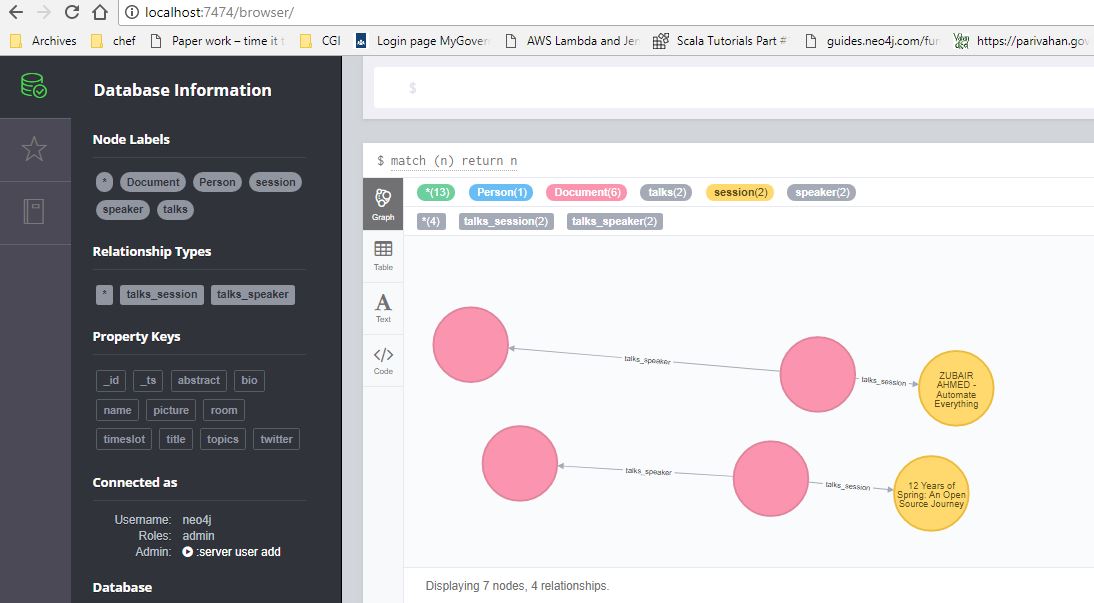 localhost:7474/browser/
Archives chef Paper work – time it t CGI Login page MyGover AWS Lambda and Jen Scala Tutorials Part # guides.neo4j.com/fun https://parivahan.gov
Database Information
Node Labels
* Document Person session
speaker talks
Relationship Types
* talks_session talks_speaker
Property Keys
_id _ts abstract bio
name picture room
timeslot title topics twitter
Connected as
Username: neo4j
Roles: admin
Admin: :server user add
Database
$
$ match (n) return n
*(13) Person(1) Document(6) talks(2) session(2) speaker(2)
*(4) talks_session(2) talks_speaker(2)
Graph
Table
A
Text
</>
Code
talks_speaker
talks_session
ZUBAIR
AHMED -
Automate
Everything
talks_speaker
talks_session
12 Years of
Spring: An Open
Source Journey
Displaying 7 nodes, 4 relationships.